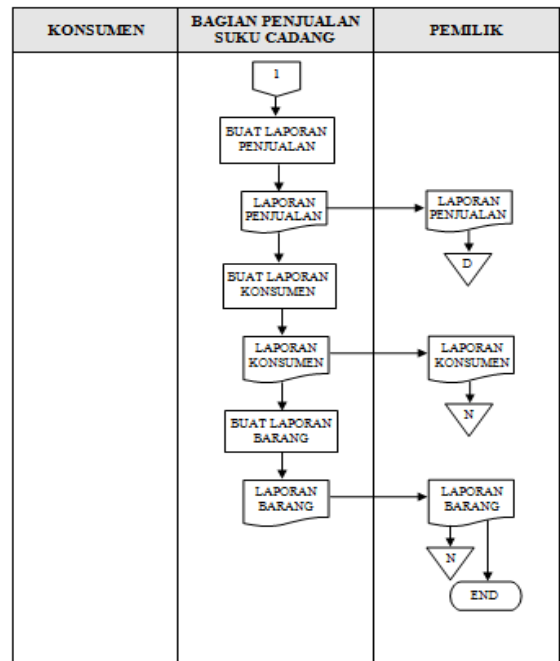 KONSUMEN
BAGIAN PENJUALAN
SUKU CADANG
PEMILIK
1
BUAT LAPORAN
PENJUALAN
LAPORAN
PENJUALAN
LAPORAN
PENJUALAN
D
BUAT LAPORAN
KONSUMEN
LAPORAN
KONSUMEN
LAPORAN
KONSUMEN
N
BUAT LAPORAN
BARANG
LAPORAN
BARANG
LAPORAN
BARANG
N
END